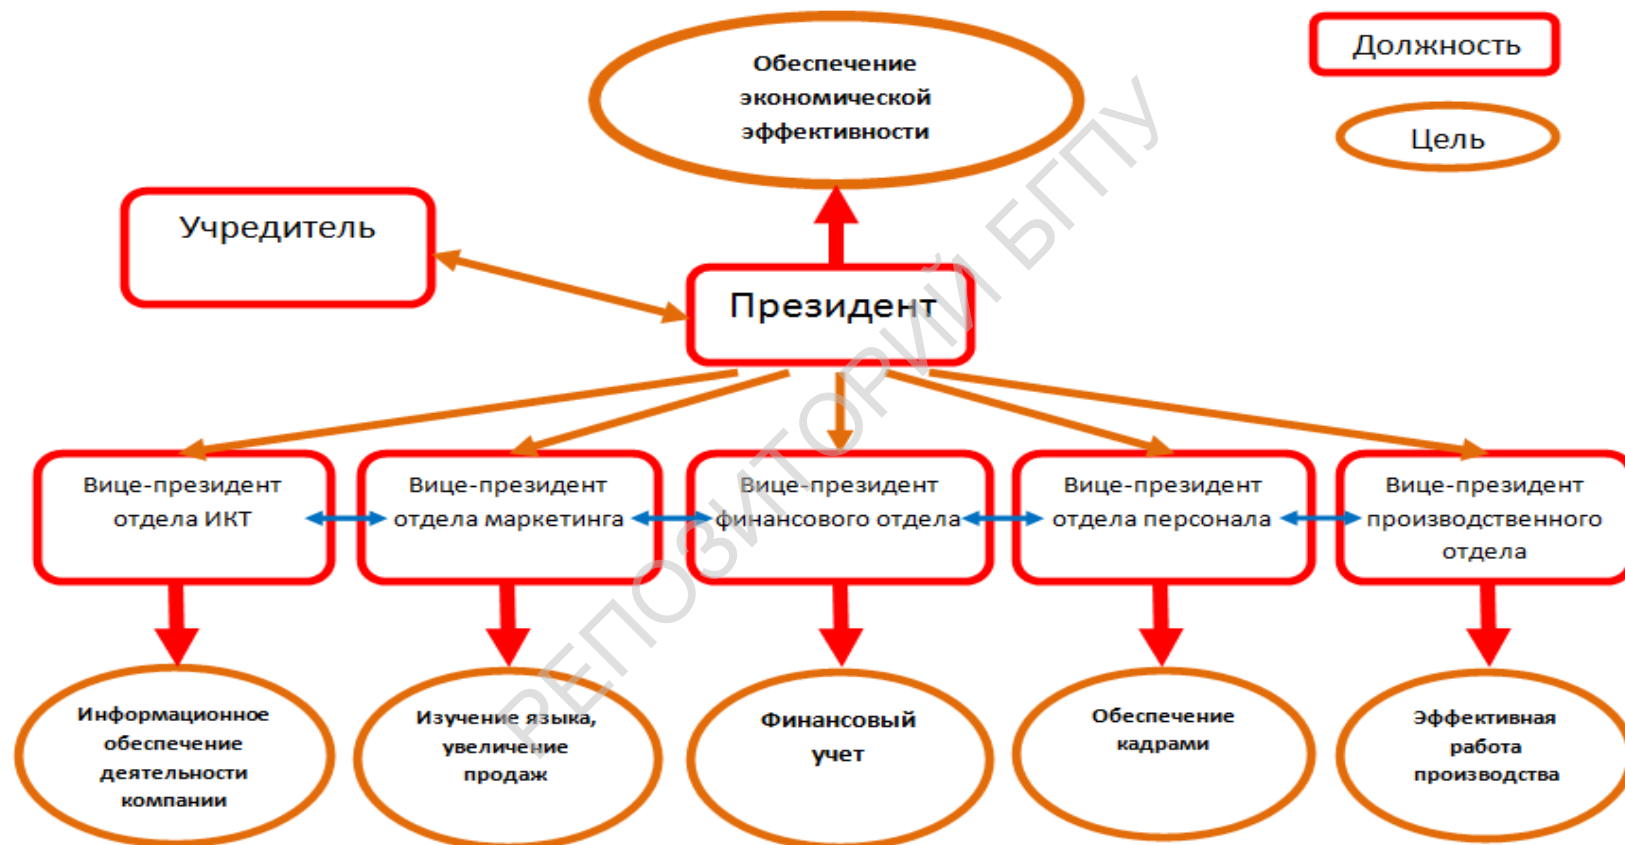 Обеспечение
экономической
эффективности
Должность
Цель
Учредитель
Президент
Вице-президент
отдела ИКТ
Вице-президент
отдела маркетинга
Вице-президент
финансового отдела
Вице-президент
отдела персонала
Вице-президент
производственного
отдела
Информационное
обеспечение
деятельности
компании
Изучение языка,
увеличение
продаж
Финансовый
учет
Обеспечение
кадрами
Эффективная
работа
производства
РЕПОЗИТОРИЙ БГПУ